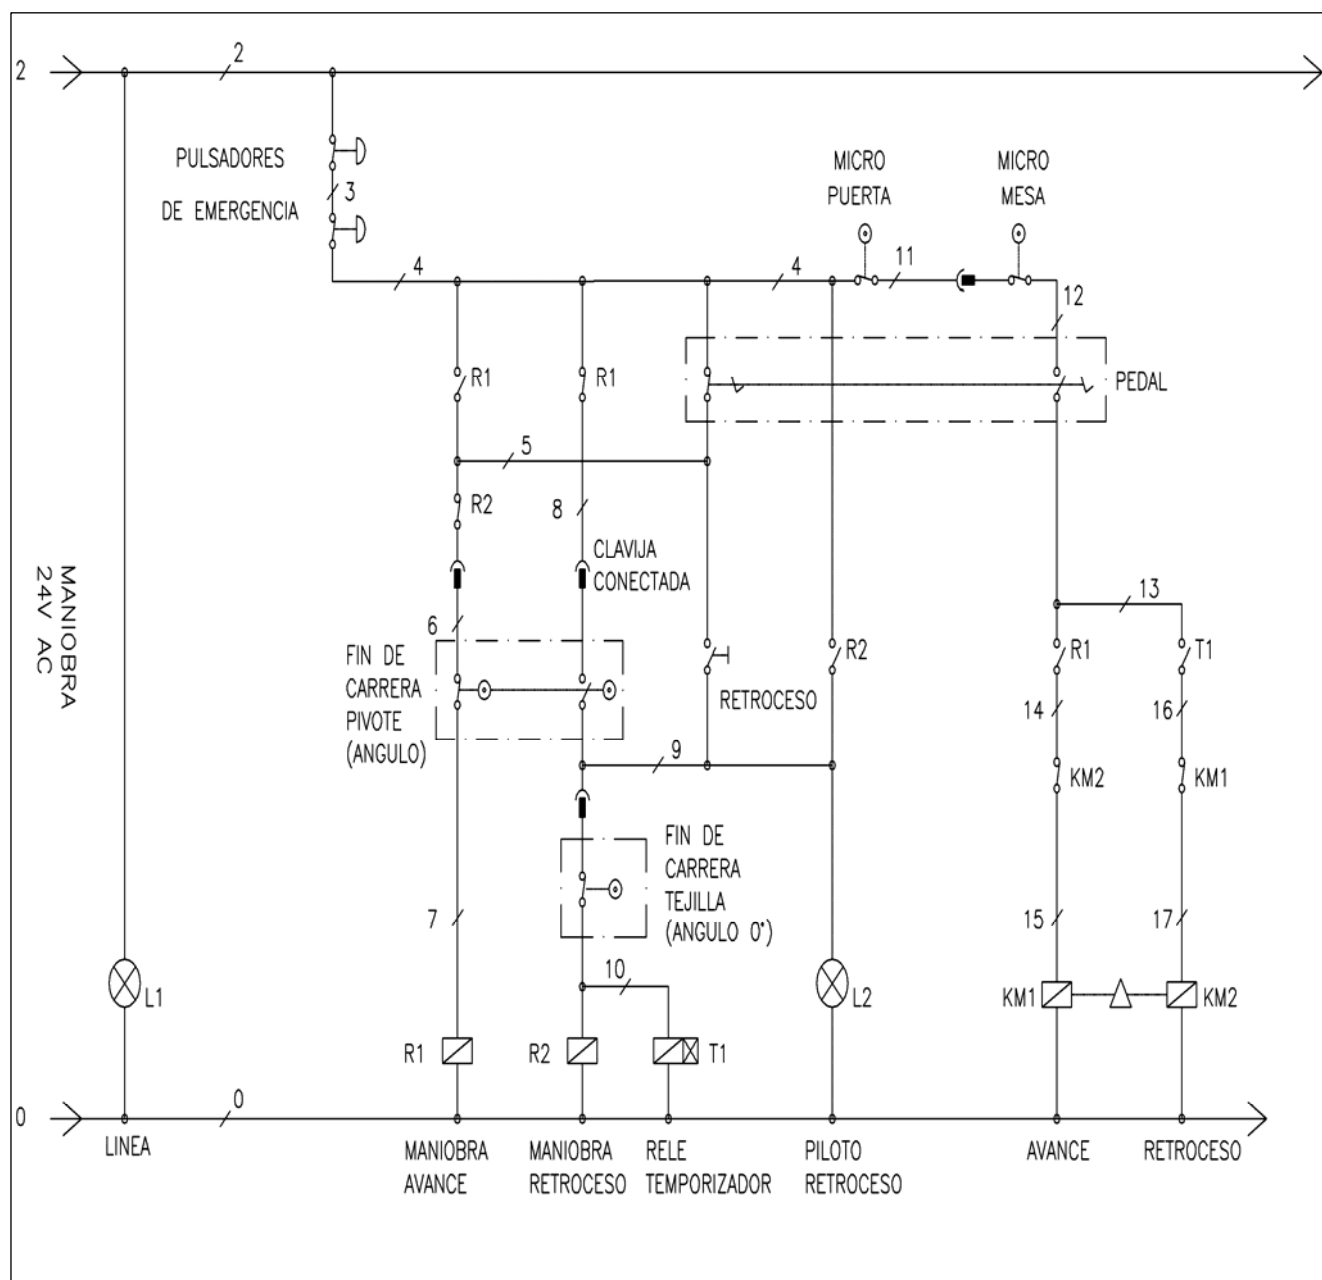 2
2
PULSADORES
DE EMERGENCIA
3
MICRO
PUERTA
MICRO
MESA
4
4
11
12
R1
R1
PEDAL
5
R2
8
CLAVIJA
CONECTADA
13
MANIOBRA
24V AC
6
FIN DE
CARRERA
PIVOTE
(ANGULO)
RETROCESO
R2
R1
T1
14
16
9
KM2
KM1
FIN DE
CARRERA
TEJILLA
(ANGULO 0°)
7
15
17
10
L1
L2
KM1
KM2
R1
R2
T1
0
0
LINEA
MANIOBRA
AVANCE
MANIOBRA
RETROCESO
RELE
TEMPORIZADOR
PILOTO
RETROCESO
AVANCE
RETROCESO